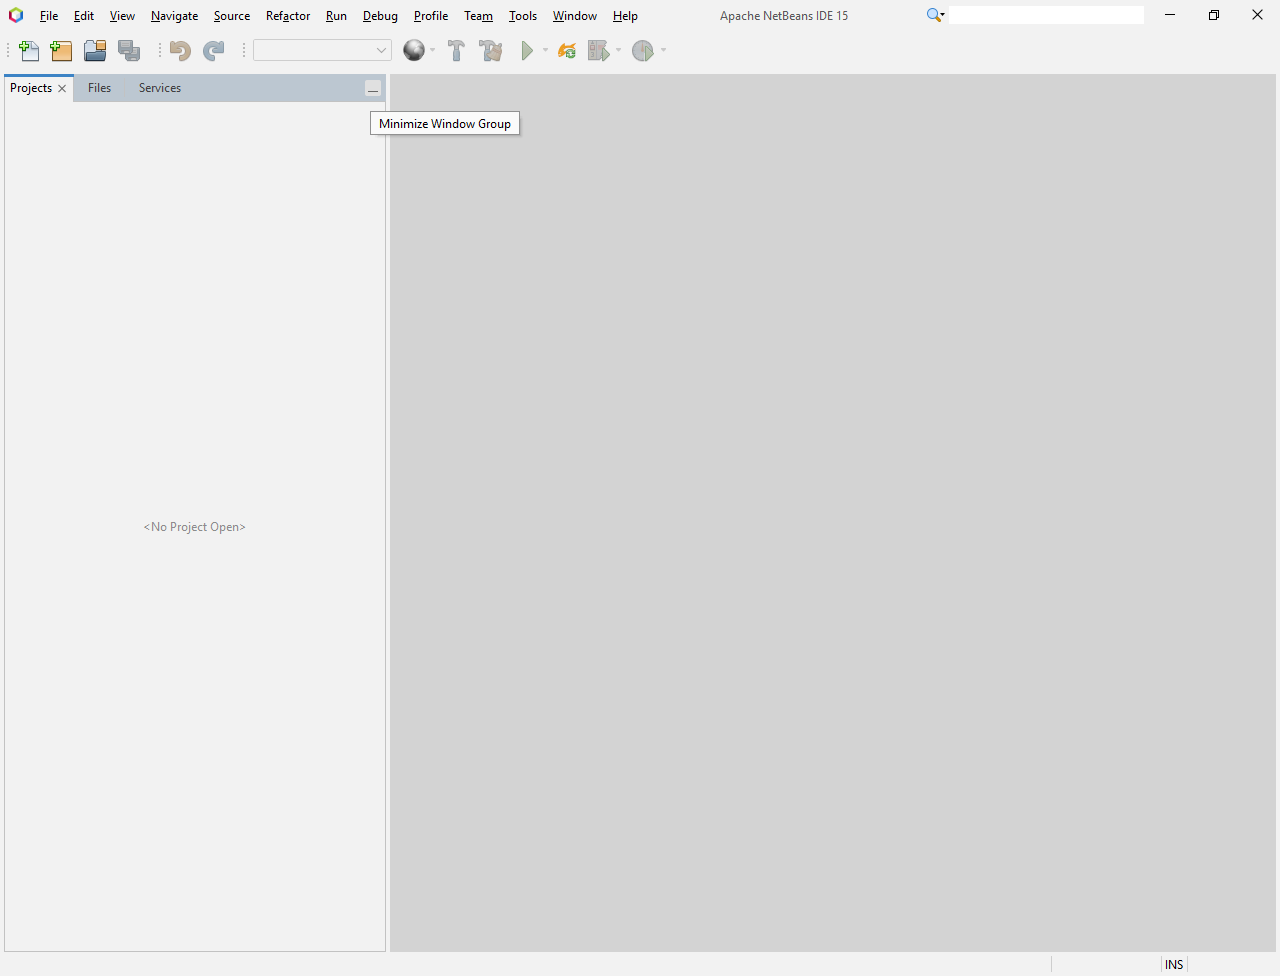 File Edit View Navigate Source Refactor Run Debug Profile Team Tools Window Help Apache NetBeans IDE 15
Projects Files Services
Minimize Window Group
<No Project Open>
INS